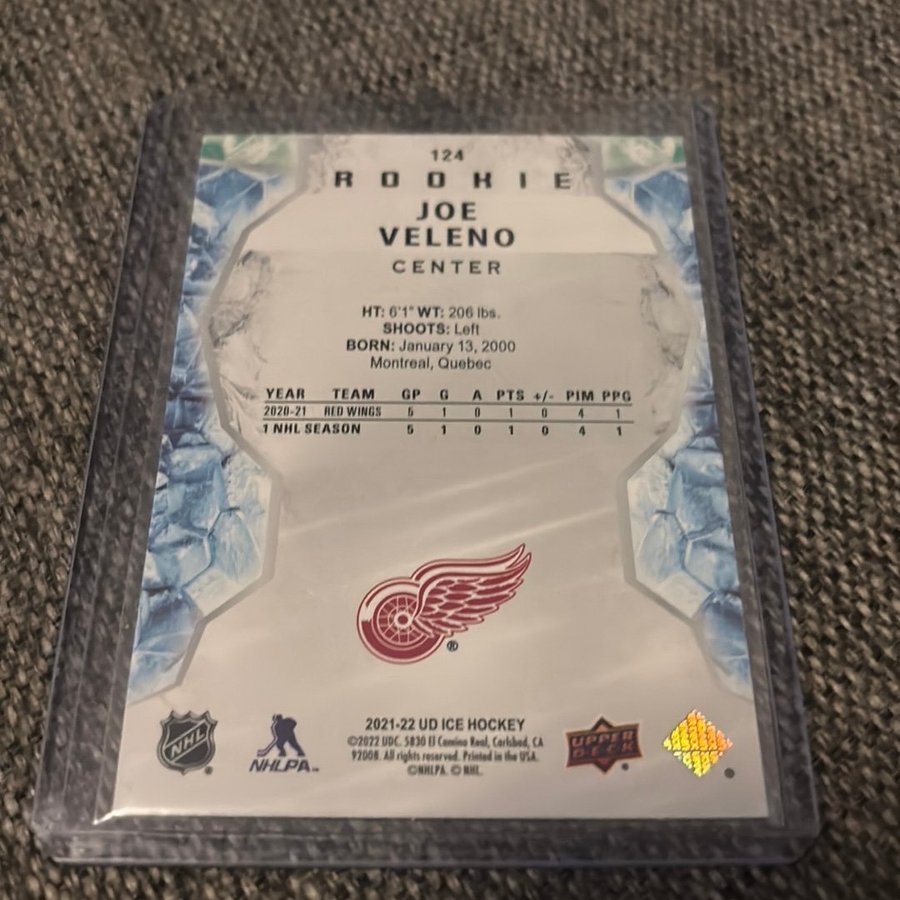 124
ROOKIE
JOE
VELENO
CENTER
HT: 6'1" WT: 206 lbs.
SHOOTS: Left
BORN: January 13, 2000
Montreal, Quebec
YEAR TEAM GP G A PTS +/- PIM PPG
2020-21 RED WINGS 5 1 0 1 0 4 1
1 NHL SEASON 5 1 0 1 0 4 1
®
2021-22 UD ICE HOCKEY
©2022 UDC. 5830 El Camino Real, Carlsbad, CA
92008. All rights reserved. Printed in the USA.
©NHLPA. © NHL.
NHL ®
NHLPA™
UPPER
DECK
®
®